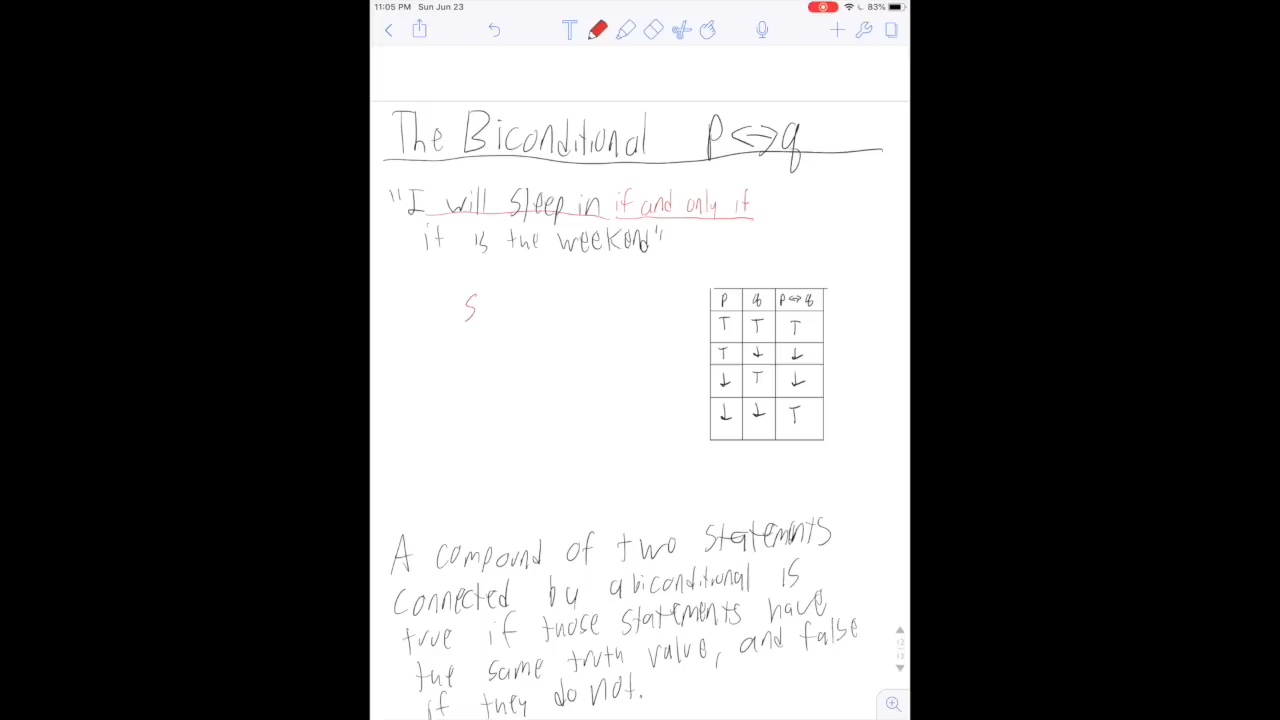 11:05 PM Sun Jun 23 83%
T
The Biconditional P⇔q
"I will sleep in if and only if
it is the weekend"
S
P q P⇔q
T T T
T ⊥ ⊥
⊥ T ⊥
⊥ ⊥ T
A compound of two statements
connected by a biconditional is
true if those statements have
the same truth value, and false
if they do not.
12
13